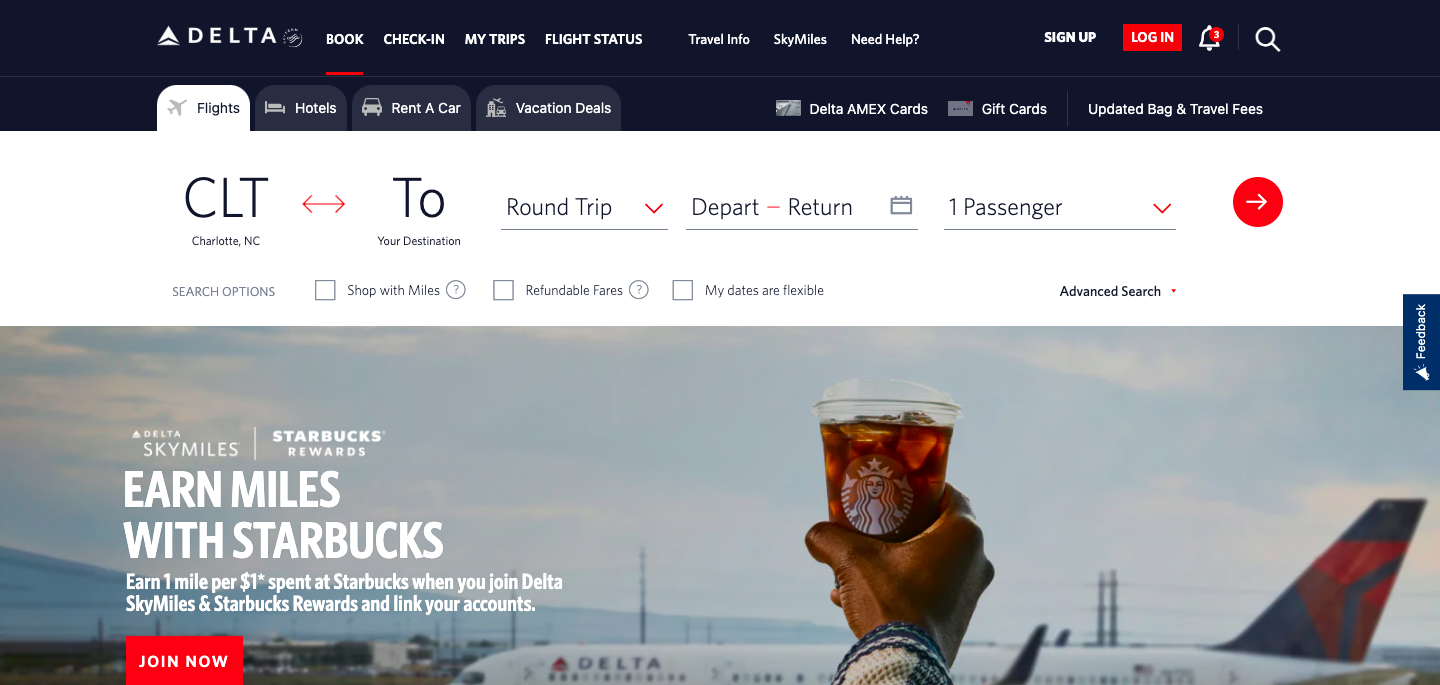 DELTA
BOOK CHECK-IN MY TRIPS FLIGHT STATUS Travel Info SkyMiles Need Help? SIGN UP LOG IN 3
Flights Hotels Rent A Car Vacation Deals Delta AMEX Cards Gift Cards Updated Bag & Travel Fees
CLT To
Round Trip Depart – Return 1 Passenger
Charlotte, NC Your Destination
SEARCH OPTIONS Shop with Miles ? Refundable Fares ? My dates are flexible Advanced Search
Feedback
DELTA
SKYMILES
STARBUCKS®
REWARDS
EARN MILES
WITH STARBUCKS
Earn 1 mile per $1* spent at Starbucks when you join Delta
SkyMiles & Starbucks Rewards and link your accounts.
JOIN NOW
DELTA